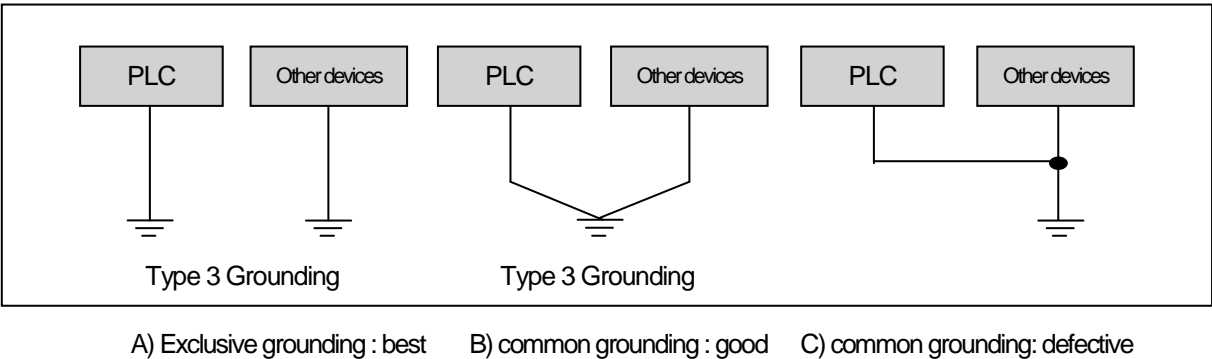 PLC
Other devices
PLC
Other devices
PLC
Other devices
Type 3 Grounding
Type 3 Grounding
A) Exclusive grounding : best
B) common grounding : good
C) common grounding: defective